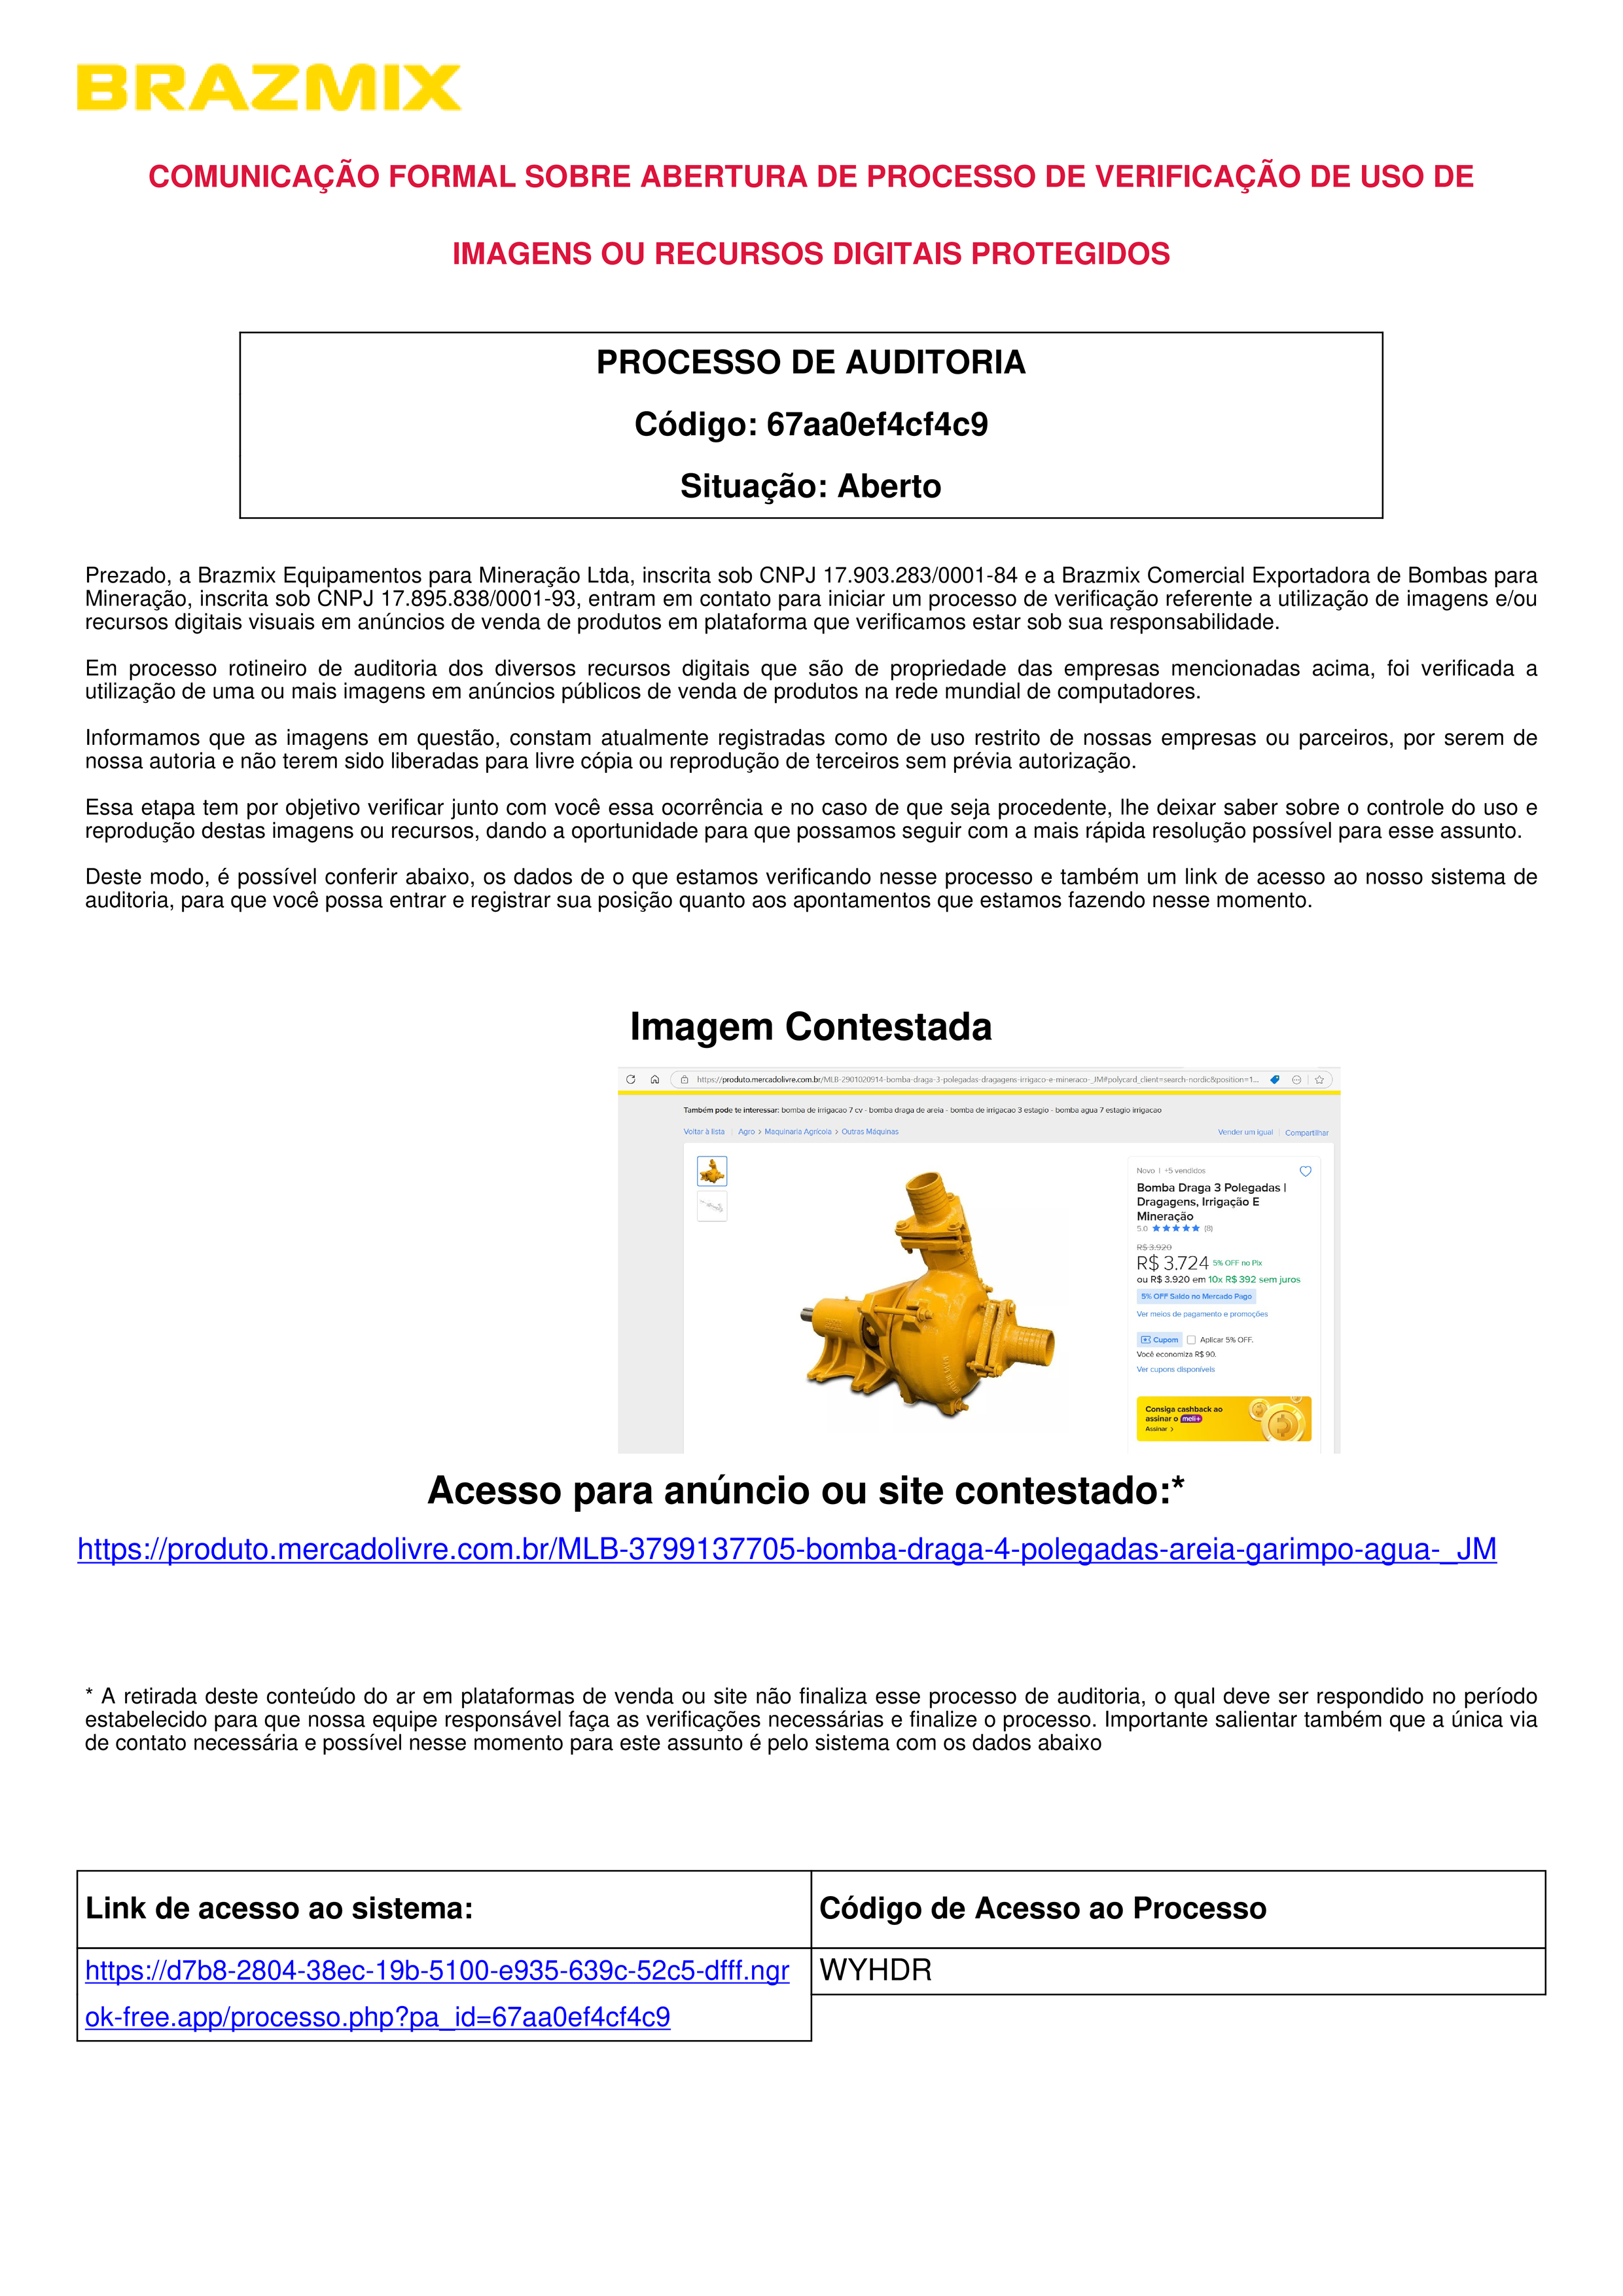 BRAZMIX
COMUNICAÇÃO FORMAL SOBRE ABERTURA DE PROCESSO DE VERIFICAÇÃO DE USO DE
IMAGENS OU RECURSOS DIGITAIS PROTEGIDOS
PROCESSO DE AUDITORIA
Código: 67aa0ef4cf4c9
Situação: Aberto
Prezado, a Brazmix Equipamentos para Mineração Ltda, inscrita sob CNPJ 17.903.283/0001-84 e a Brazmix Comercial Exportadora de Bombas para
Mineração, inscrita sob CNPJ 17.895.838/0001-93, entram em contato para iniciar um processo de verificação referente a utilização de imagens e/ou
recursos digitais visuais em anúncios de venda de produtos em plataforma que verificamos estar sob sua responsabilidade.
Em processo rotineiro de auditoria dos diversos recursos digitais que são de propriedade das empresas mencionadas acima, foi verificada a
utilização de uma ou mais imagens em anúncios públicos de venda de produtos na rede mundial de computadores.
Informamos que as imagens em questão, constam atualmente registradas como de uso restrito de nossas empresas ou parceiros, por serem de
nossa autoria e não terem sido liberadas para livre cópia ou reprodução de terceiros sem prévia autorização.
Essa etapa tem por objetivo verificar junto com você essa ocorrência e no caso de que seja procedente, lhe deixar saber sobre o controle do uso e
reprodução destas imagens ou recursos, dando a oportunidade para que possamos seguir com a mais rápida resolução possível para esse assunto.
Deste modo, é possível conferir abaixo, os dados de o que estamos verificando nesse processo e também um link de acesso ao nosso sistema de
auditoria, para que você possa entrar e registrar sua posição quanto aos apontamentos que estamos fazendo nesse momento.
Imagem Contestada
https://produto.mercadolivre.com.br/MLB-2901020914-bomba-draga-3-polegadas-dragagens-irrigaco-e-mineraco-_JM#polycard_client=search-nordic&position=1...
Também pode te interessar: bomba de irrigacao 7 cv - bomba draga de areia - bomba de irrigacao 3 estagio - bomba agua 7 estagio irrigacao
Voltar à lista | Agro > Maquinaria Agrícola > Outras Máquinas
Vender um igual | Compartilhar
Novo | +5 vendidos
Bomba Draga 3 Polegadas |
Dragagens, Irrigação E
Mineração
5.0 ★★★★★ (8)
R$ 3.920
R$ 3.724 5% OFF no Pix
ou R$ 3.920 em 10x R$ 392 sem juros
5% OFF Saldo no Mercado Pago
Ver meios de pagamento e promoções
Cupom Aplicar 5% OFF.
Você economiza R$ 90.
Ver cupons disponíveis
Consiga cashback ao
assinar o meli+
Assinar >
Acesso para anúncio ou site contestado:*
https://produto.mercadolivre.com.br/MLB-3799137705-bomba-draga-4-polegadas-areia-garimpo-agua-_JM
* A retirada deste conteúdo do ar em plataformas de venda ou site não finaliza esse processo de auditoria, o qual deve ser respondido no período
estabelecido para que nossa equipe responsável faça as verificações necessárias e finalize o processo. Importante salientar também que a única via
de contato necessária e possível nesse momento para este assunto é pelo sistema com os dados abaixo
Link de acesso ao sistema:
Código de Acesso ao Processo
https://d7b8-2804-38ec-19b-5100-e935-639c-52c5-dfff.ngr
ok-free.app/processo.php?pa_id=67aa0ef4cf4c9
WYHDR